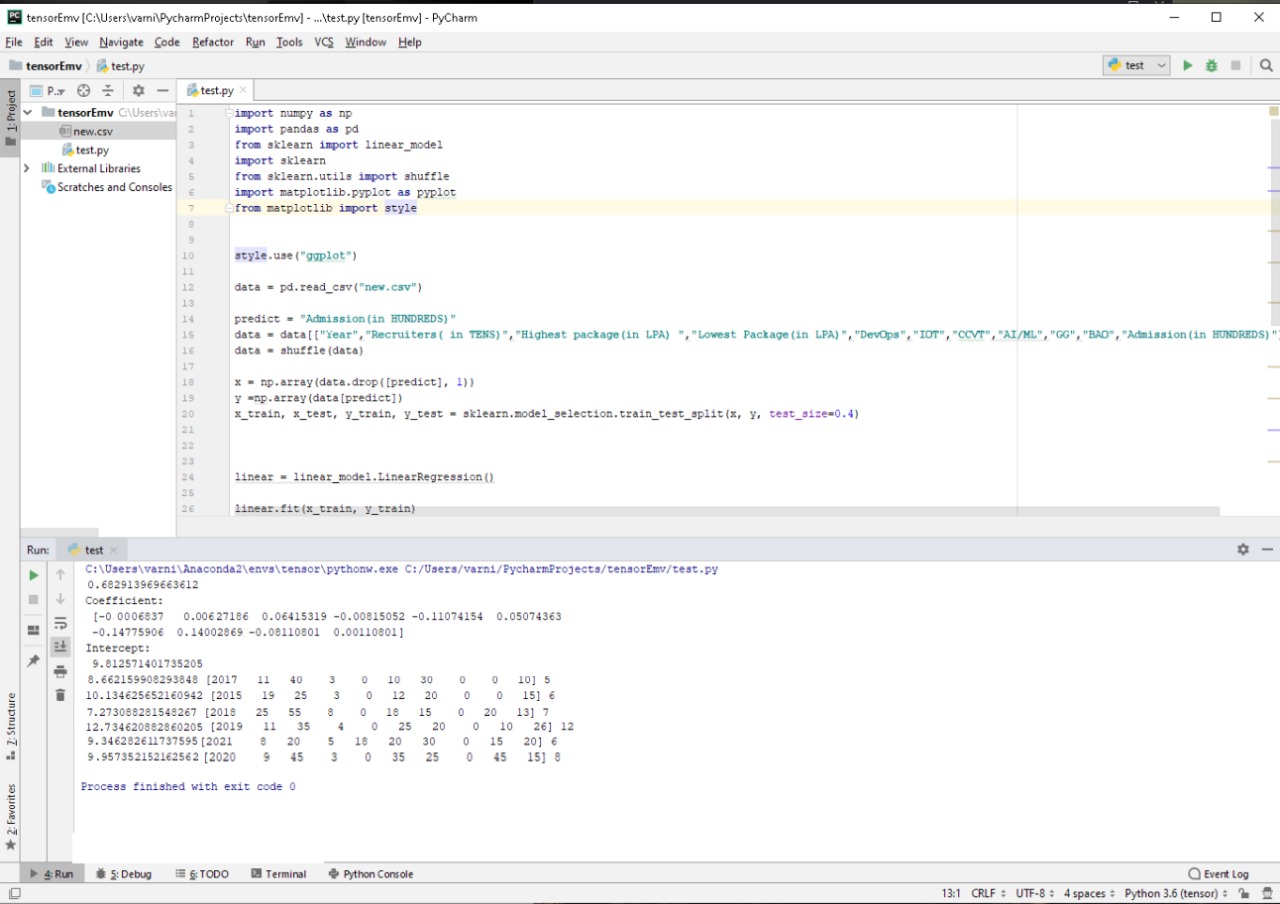 tensorEmv [C:\Users\varni\PycharmProjects\tensorEmv] - ...\test.py [tensorEmv] - PyCharm
File Edit View Navigate Code Refactor Run Tools VCS Window Help
tensorEmv test.py
test
1: Project
P..
test.py
tensorEmv C:\Users\var
new.csv
test.py
External Libraries
Scratches and Consoles
1 import numpy as np
2 import pandas as pd
3 from sklearn import linear_model
4 import sklearn
5 from sklearn.utils import shuffle
6 import matplotlib.pyplot as pyplot
7 from matplotlib import style
8
9
10 style.use("ggplot")
11
12 data = pd.read_csv("new.csv")
13
14 predict = "Admission(in HUNDREDS)"
15 data = data[["Year","Recruiters( in TENS)","Highest package(in LPA) ","Lowest Package(in LPA)","DevOps","IOT","CCVT","AI/ML","GG","BAO","Admission(in HUNDREDS)"]
16 data = shuffle(data)
17
18 x = np.array(data.drop([predict], 1))
19 y =np.array(data[predict])
20 x_train, x_test, y_train, y_test = sklearn.model_selection.train_test_split(x, y, test_size=0.4)
21
22
23
24 linear = linear_model.LinearRegression()
25
26 linear.fit(x_train, y_train)
Run: test
C:\Users\varni\Anaconda2\envs\tensor\pythonw.exe C:/Users/varni/PycharmProjects/tensorEmv/test.py
0.682913969663612
Coefficient:
[-0.0006837 0.00627186 0.06415319 -0.00815052 -0.11074154 0.05074363
-0.14775906 0.14002869 -0.08110801 0.00110801]
Intercept:
9.812571401735205
8.662159908293848 [2017 11 40 3 0 10 30 0 0 10] 5
10.134625652160942 [2015 19 25 3 0 12 20 0 0 15] 6
7.273088281548267 [2018 25 55 8 0 18 15 0 20 13] 7
12.734620882860205 [2019 11 35 4 0 25 20 0 10 26] 12
9.346282611737595 [2021 8 20 5 18 20 30 0 15 20] 6
9.957352152162562 [2020 9 45 3 0 35 25 0 45 15] 8
Process finished with exit code 0
7: Structure
2: Favorites
4: Run 5: Debug 6: TODO Terminal Python Console Event Log
13:1 CRLF UTF-8 4 spaces Python 3.6 (tensor)